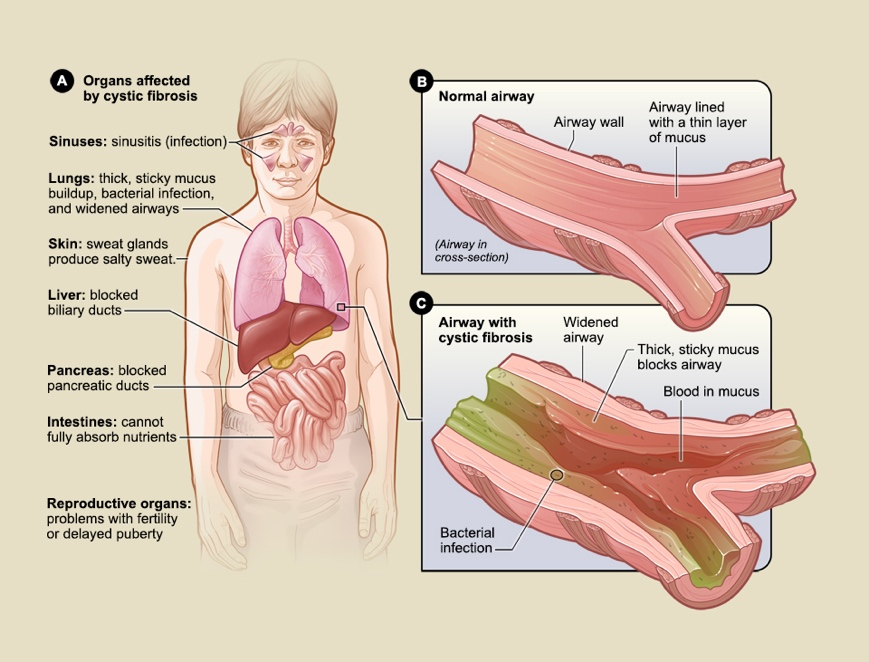 A
Organs affected
by cystic fibrosis
Sinuses: sinusitis (infection)
Lungs: thick, sticky mucus
buildup, bacterial infection,
and widened airways
Skin: sweat glands
produce salty sweat.
Liver: blocked
biliary ducts
Pancreas: blocked
pancreatic ducts
Intestines: cannot
fully absorb nutrients
Reproductive organs:
problems with fertility
or delayed puberty
B
Normal airway
Airway wall
Airway lined
with a thin layer
of mucus
(Airway in
cross-section)
C
Airway with
cystic fibrosis
Widened
airway
Thick, sticky mucus
blocks airway
Blood in mucus
Bacterial
infection